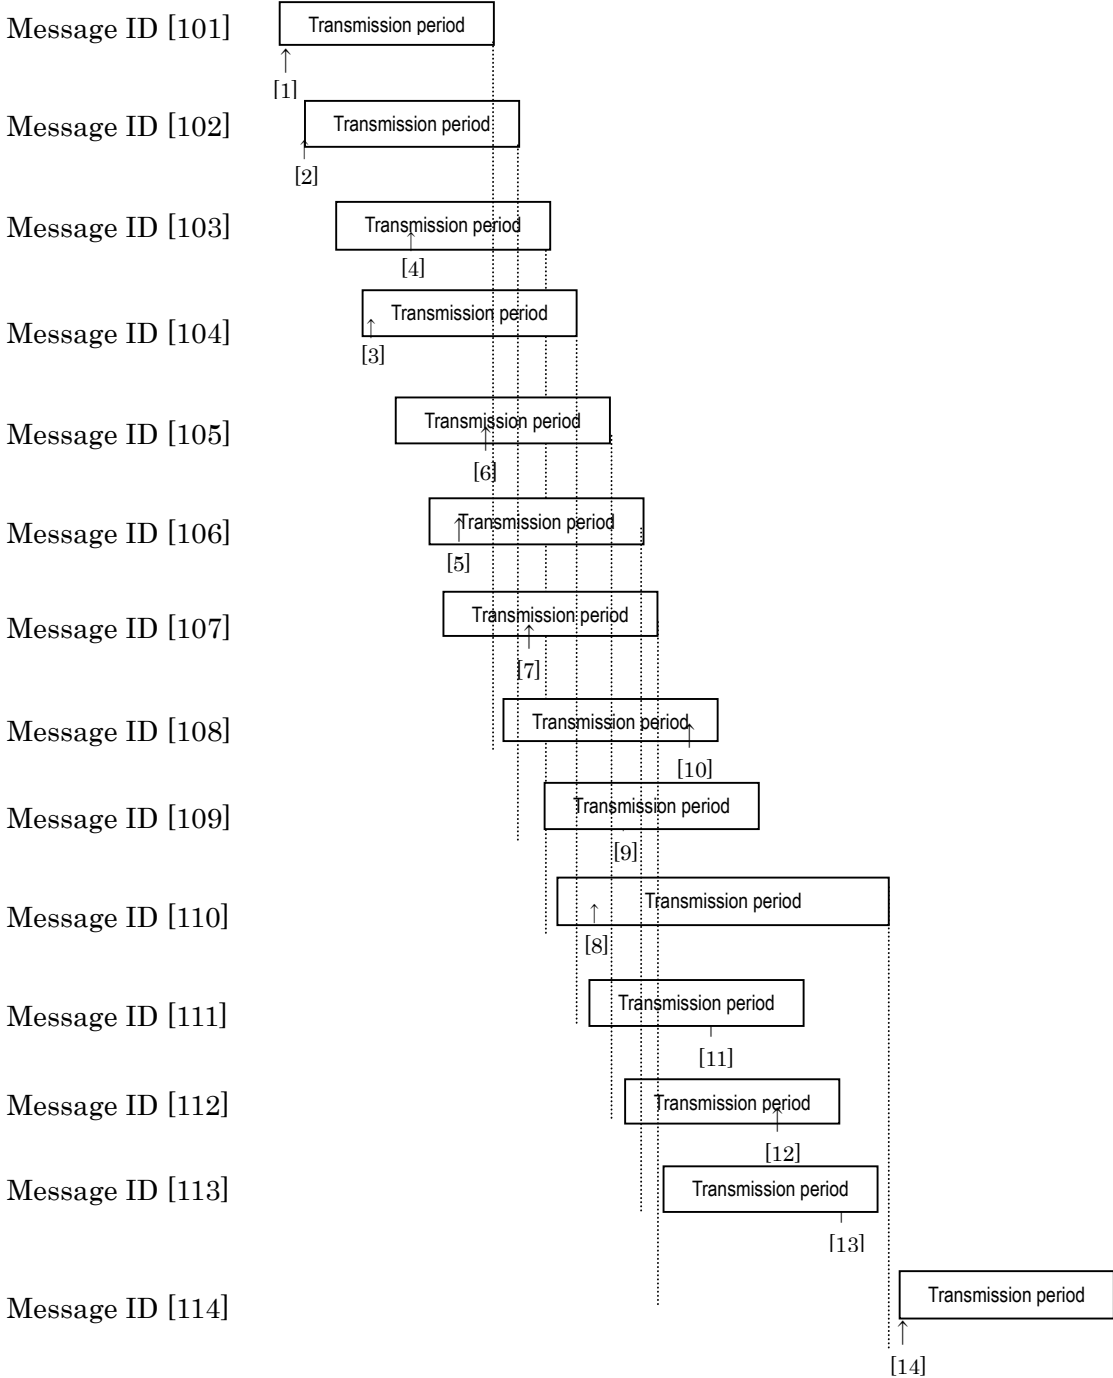 Message ID [101] Transmission period
[1]
Message ID [102] Transmission period
[2]
Message ID [103] Transmission period
[4]
Message ID [104] Transmission period
[3]
Message ID [105] Transmission period
[6]
Message ID [106] Transmission period
[5]
Message ID [107] Transmission period
[7]
Message ID [108] Transmission period
[10]
Message ID [109] Transmission period
[9]
Message ID [110] Transmission period
[8]
Message ID [111] Transmission period
[11]
Message ID [112] Transmission period
[12]
Message ID [113] Transmission period
[13]
Message ID [114] Transmission period
[14]